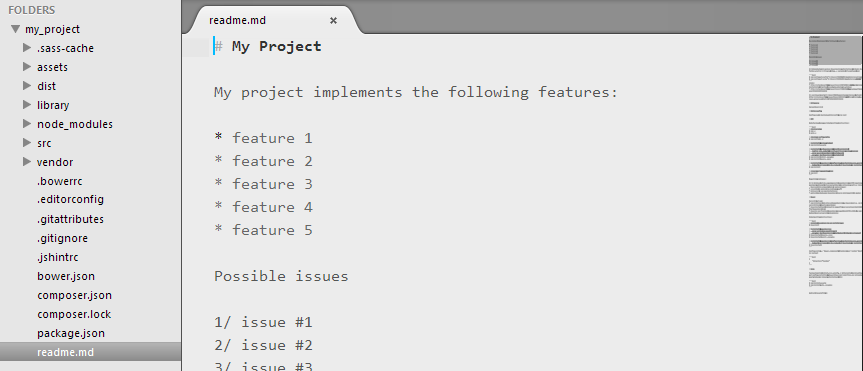 FOLDERS
my_project
.sass-cache
assets
dist
library
node_modules
src
vendor
.bowerrc
.editorconfig
.gitattributes
.gitignore
.jshintrc
bower.json
composer.json
composer.lock
package.json
readme.md
readme.md ×
# My Project
My project implements the following features:
* feature 1
* feature 2
* feature 3
* feature 4
* feature 5
Possible issues
1/ issue #1
2/ issue #2
3/ issue #3